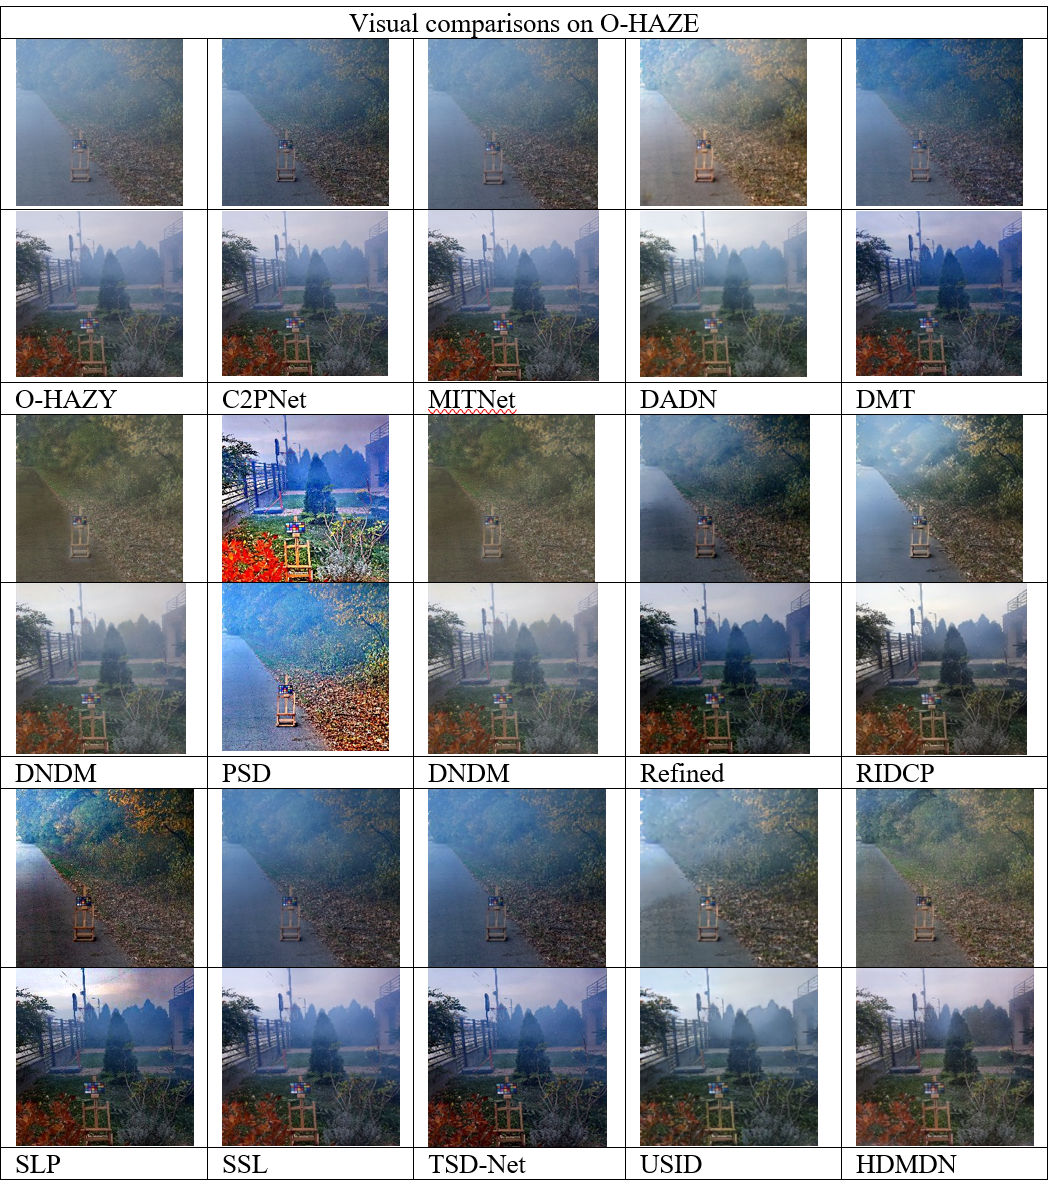 Visual comparisons on O-HAZE
O-HAZY C2PNet MITNet DADN DMT
DNDM PSD DNDM Refined RIDCP
SLP SSL TSD-Net USID HDMDN